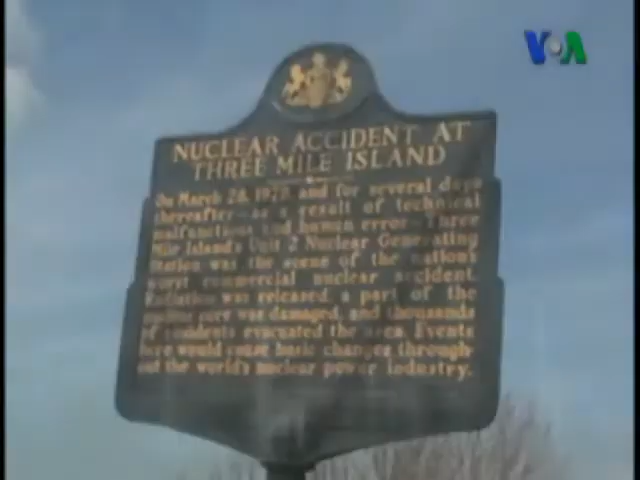 VOA
NUCLEAR ACCIDENT AT
THREE MILE ISLAND
On March 28, 1979, and for several days
thereafter—as a result of technical
malfunctions and human error—Three
Mile Island's Unit 2 Nuclear Generating
Station was the scene of the nation's
worst commercial nuclear accident.
Radiation was released, a part of the
nuclear core was damaged, and thousands
of residents evacuated the area. Events
here would cause basic changes through-
out the world's nuclear power industry.